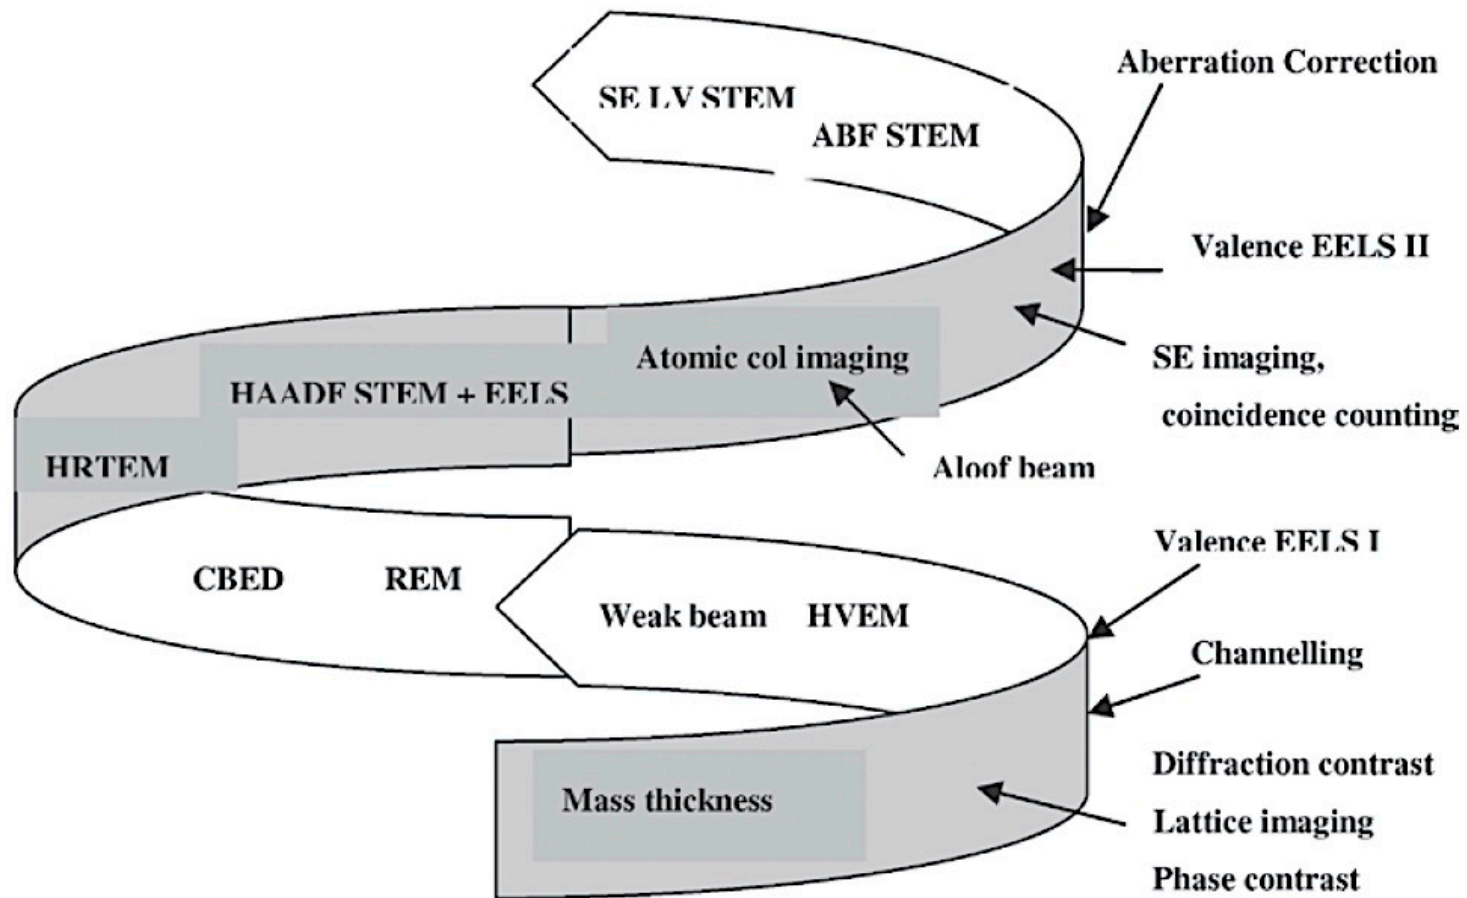 Aberration Correction
SE LV STEM
ABF STEM
Valence EELS II
Atomic col imaging
SE imaging,
coincidence counting
HAADF STEM + EELS
HRTEM
Aloof beam
Valence EELS I
CBED
REM
Weak beam
HVEM
Channelling
Diffraction contrast
Mass thickness
Lattice imaging
Phase contrast